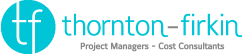 tf thornton–firkin
Project Managers - Cost Consultants